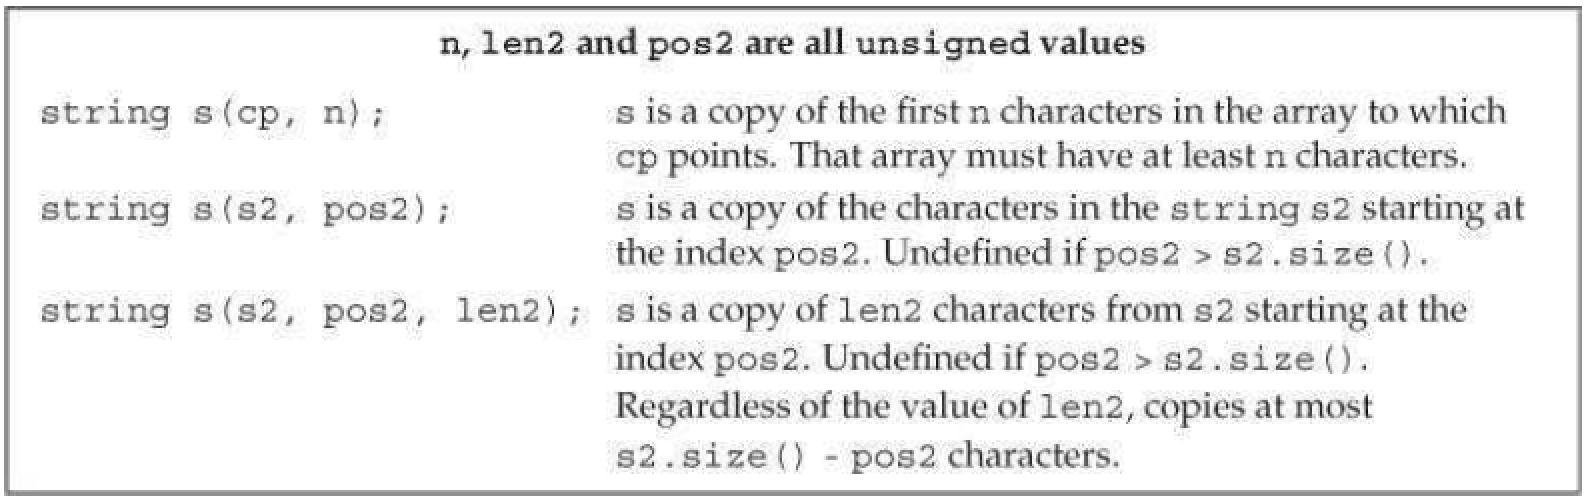 n, len2 and pos2 are all unsigned values
string s(cp, n); s is a copy of the first n characters in the array to which
cp points. That array must have at least n characters.
string s(s2, pos2); s is a copy of the characters in the string s2 starting at
the index pos2. Undefined if pos2 > s2.size().
string s(s2, pos2, len2); s is a copy of len2 characters from s2 starting at the
index pos2. Undefined if pos2 > s2.size().
Regardless of the value of len2, copies at most
s2.size() - pos2 characters.